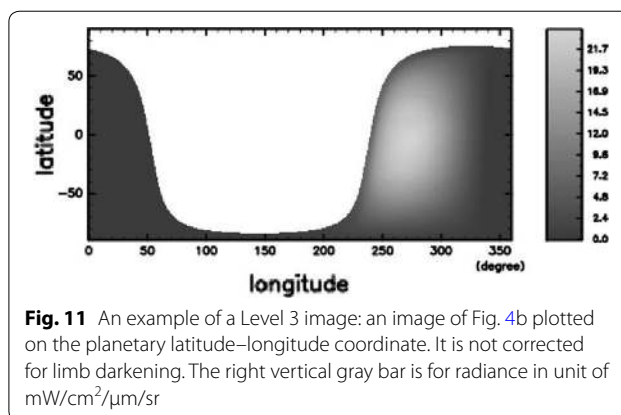 latitude
50
0
−50
0 50 100 150 200 250 300 350
(degree)
longitude
21.7
19.3
16.9
14.5
12.0
9.6
7.2
4.8
2.4
0.0
Fig. 11 An example of a Level 3 image: an image of Fig. 4b plotted
on the planetary latitude–longitude coordinate. It is not corrected
for limb darkening. The right vertical gray bar is for radiance in unit of
mW/cm²/μm/sr